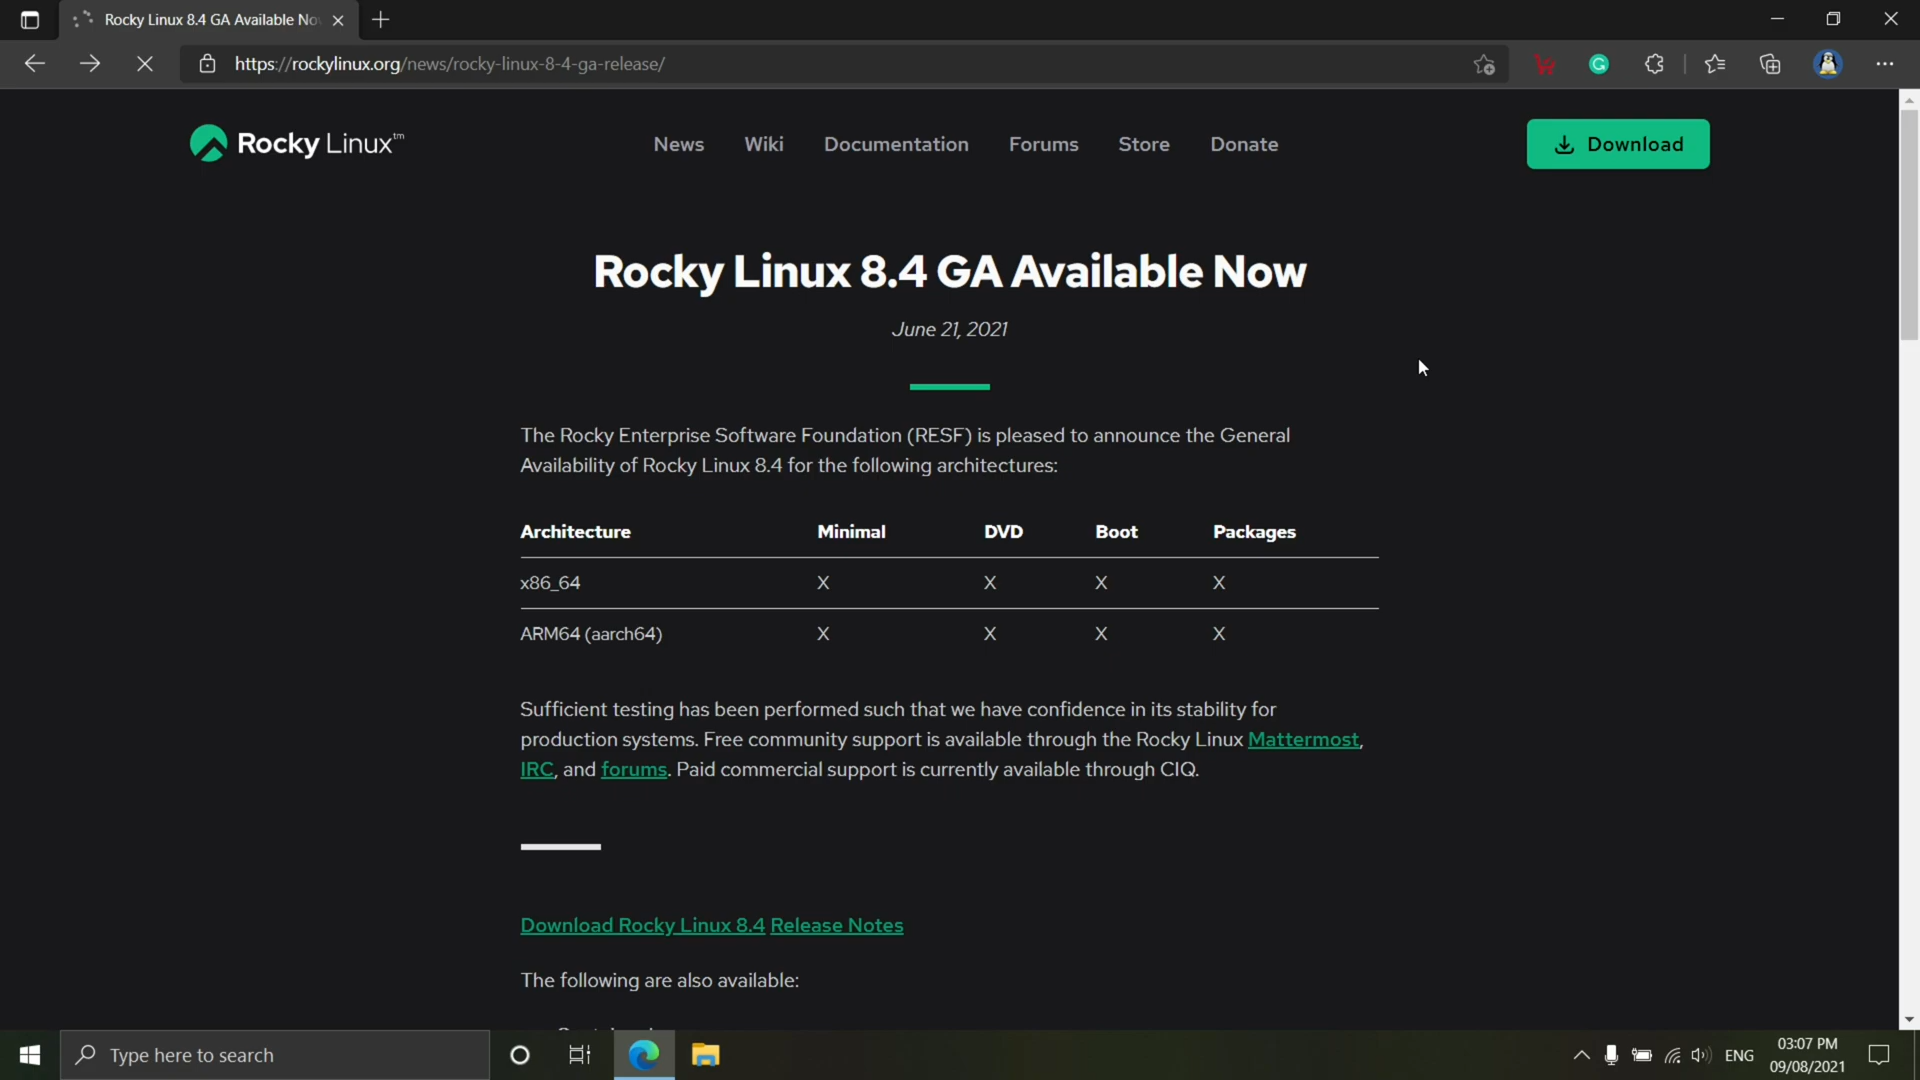 Rocky Linux 8.4 GA Available No
https://rockylinux.org/news/rocky-linux-8-4-ga-release/
Rocky Linux™
News
Wiki
Documentation
Forums
Store
Donate
Download
Rocky Linux 8.4 GA Available Now
June 21, 2021
The Rocky Enterprise Software Foundation (RESF) is pleased to announce the General
Availability of Rocky Linux 8.4 for the following architectures:
Architecture Minimal DVD Boot Packages
x86_64 X X X X
ARM64 (aarch64) X X X X
Sufficient testing has been performed such that we have confidence in its stability for
production systems. Free community support is available through the Rocky Linux Mattermost,
IRC, and forums. Paid commercial support is currently available through CIQ.
Download Rocky Linux 8.4 Release Notes
The following are also available:
Type here to search
ENG
03:07 PM
09/08/2021